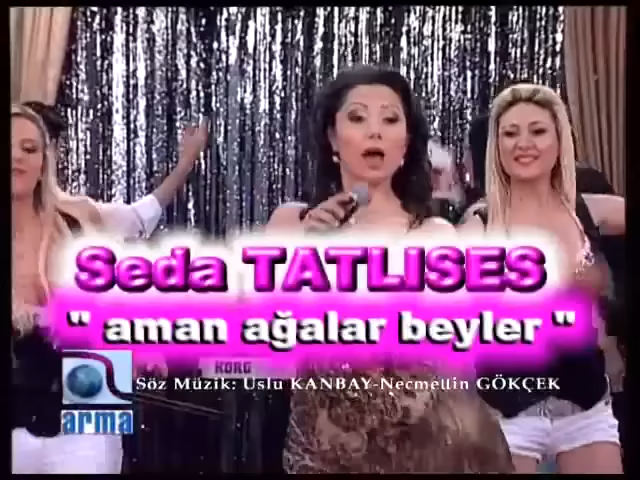 Seda TATLISES
" aman ağalar beyler "
KORG
Söz Müzik: Uslu KANBAY-Necmettin GÖKÇEK
arma